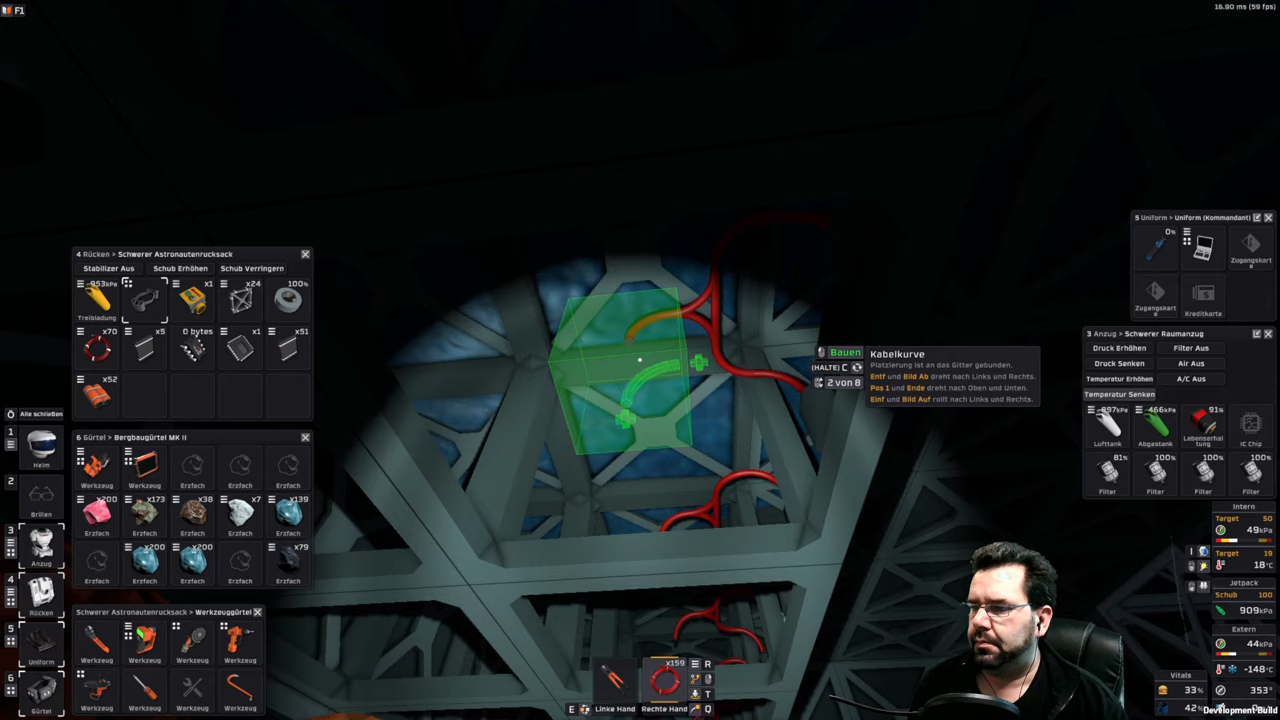 F1
16.90 ms (59 fps)
4 Rücken > Schwerer Astronautenrucksack
Stabilizer Aus
Schub Erhöhen
Schub Verringern
953kPa
x1
x24
100%
Treibladung
x70
x5
0 bytes
x1
x51
x52
Alle schließen
1
Helm
2
Brillen
3
Anzug
4
Rücken
5
Uniform
6
Gürtel
6 Gürtel > Bergbaugürtel MK II
Werkzeug
Werkzeug
Erzfach
Erzfach
Erzfach
x200
x173
x38
x7
x139
Erzfach
Erzfach
Erzfach
Erzfach
Erzfach
x200
x200
x79
Erzfach
Erzfach
Erzfach
Erzfach
Erzfach
Schwerer Astronautenrucksack > Werkzeuggürtel
Werkzeug
Werkzeug
Werkzeug
Werkzeug
Werkzeug
Werkzeug
Werkzeug
Werkzeug
Bauen
(HALTE) C
2 von 8
Kabelkurve
Platzierung ist an das Gitter gebunden.
Entf und Bild Ab dreht nach Links und Rechts.
Pos 1 und Ende dreht nach Oben und Unten.
Einf und Bild Auf rollt nach Links und Rechts.
x159
R
T
E
Linke Hand
Rechte Hand
Q
5 Uniform > Uniform (Kommandant)
0%
Zugangskarte
Zugangskarte
Kreditkarte
3 Anzug > Schwerer Raumanzug
Druck Erhöhen
Filter Aus
Druck Senken
Air Aus
Temperatur Erhöhen
A/C Aus
Temperatur Senken
466kPa
91%
Lufttank
Abgastank
Lebenserhaltung
IC Chip
81%
100%
100%
100%
Filter
Filter
Filter
Filter
Intern
Target 50
49kPa
Target 19
18°C
Jetpack
Schub 100
909kPa
Extern
44kPa
-148°C
Vitals
33%
353°
42%
Development Build